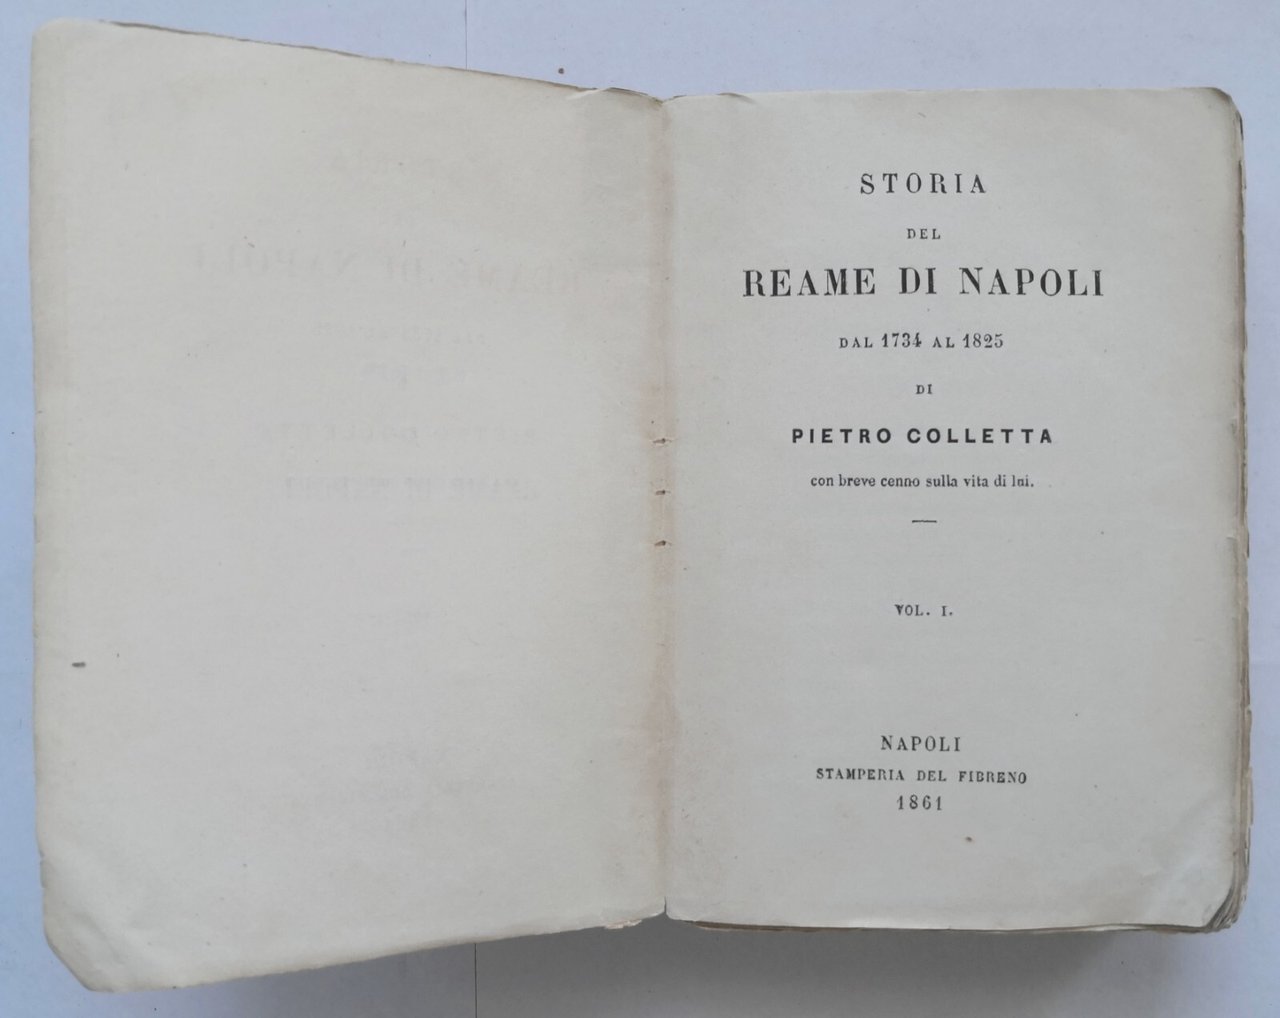 STORIA
DEL
REAME DI NAPOLI
DAL 1734 AL 1825
DI
PIETRO COLLETTA
con breve cenno sulla vita di lui.
VOL. I.
NAPOLI
STAMPERIA DEL FIBRENO
1861